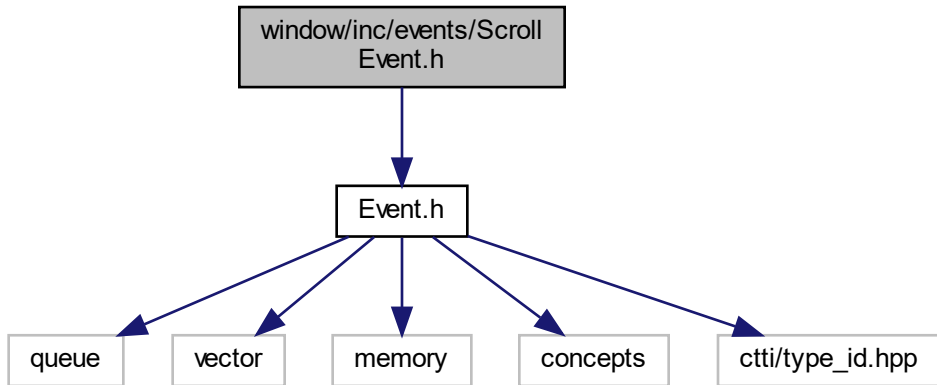 window/inc/events/Scroll
Event.h
Event.h
queue
vector
memory
concepts
ctti/type_id.hpp